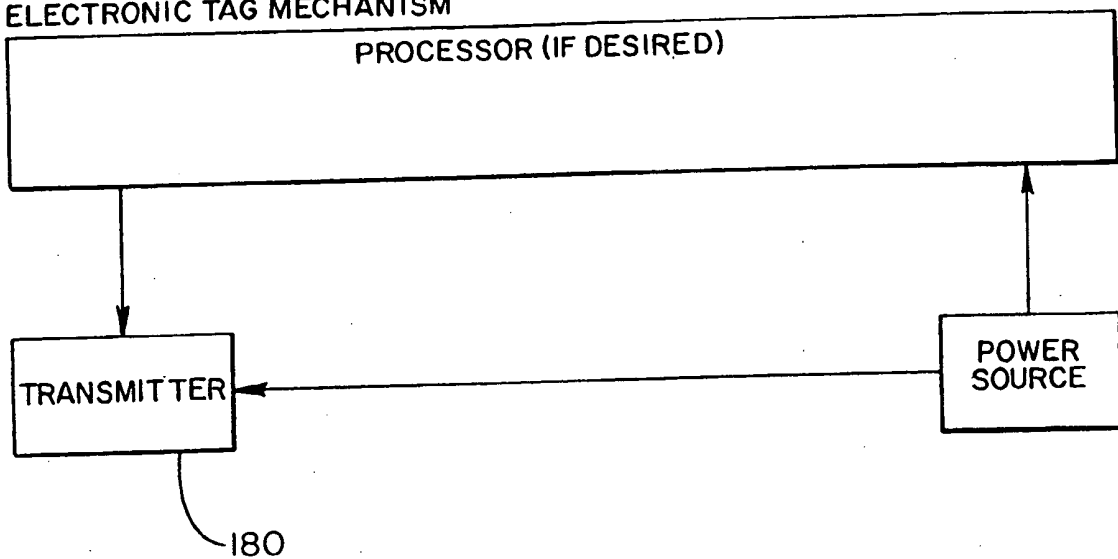 ELECTRONIC TAG MECHANISM
PROCESSOR (IF DESIRED)
TRANSMITTER
POWER
SOURCE
180